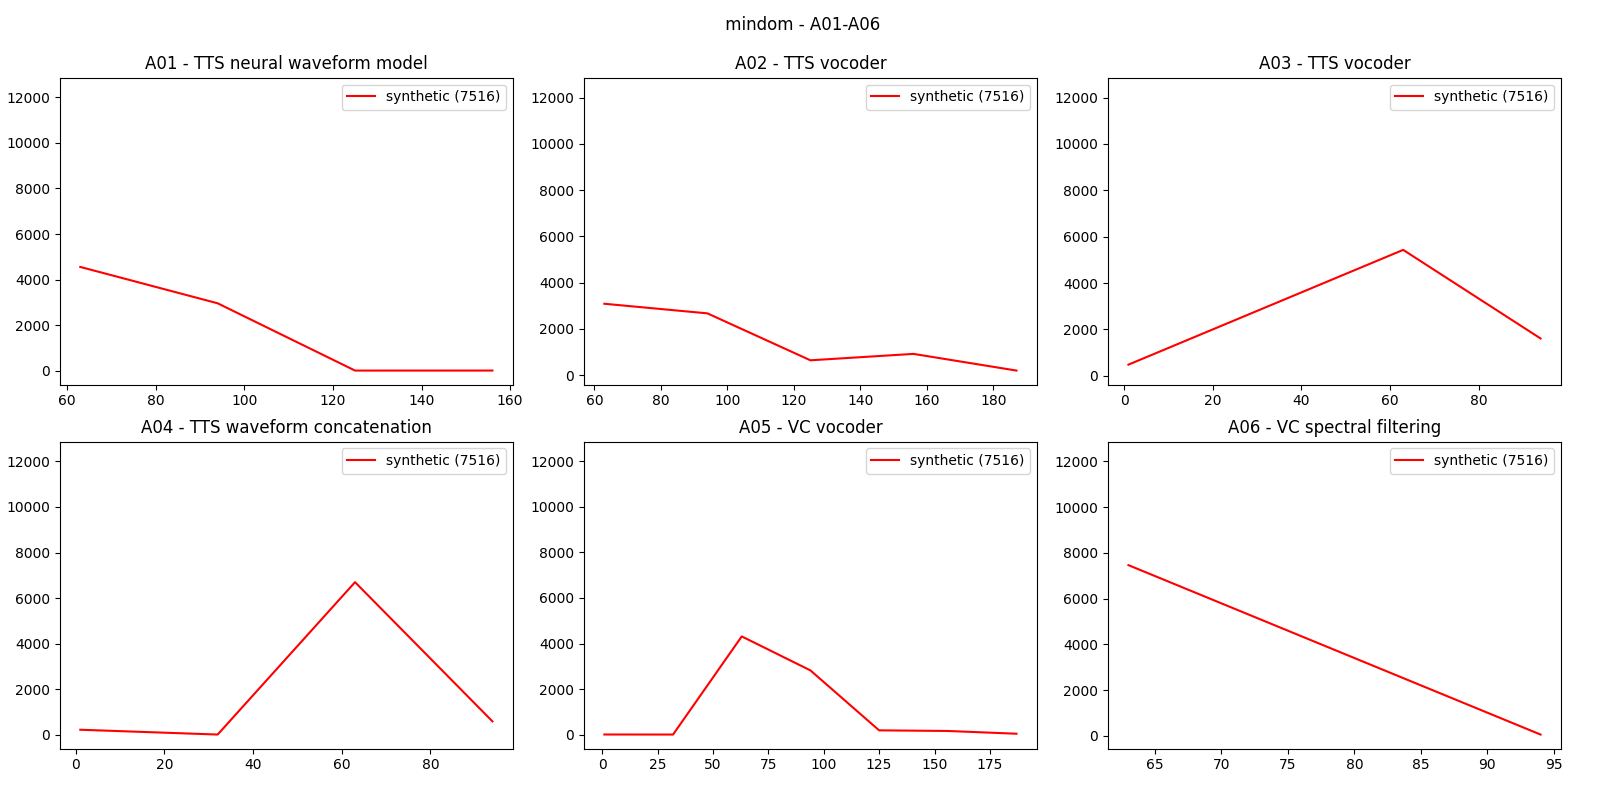 mindom - A01-A06
A01 - TTS neural waveform model
synthetic (7516)
12000
10000
8000
6000
4000
2000
0
60 80 100 120 140 160
A02 - TTS vocoder
synthetic (7516)
12000
10000
8000
6000
4000
2000
0
60 80 100 120 140 160 180
A03 - TTS vocoder
synthetic (7516)
12000
10000
8000
6000
4000
2000
0
0 20 40 60 80
A04 - TTS waveform concatenation
synthetic (7516)
12000
10000
8000
6000
4000
2000
0
0 20 40 60 80
A05 - VC vocoder
synthetic (7516)
12000
10000
8000
6000
4000
2000
0
0 25 50 75 100 125 150 175
A06 - VC spectral filtering
synthetic (7516)
12000
10000
8000
6000
4000
2000
0
65 70 75 80 85 90 95